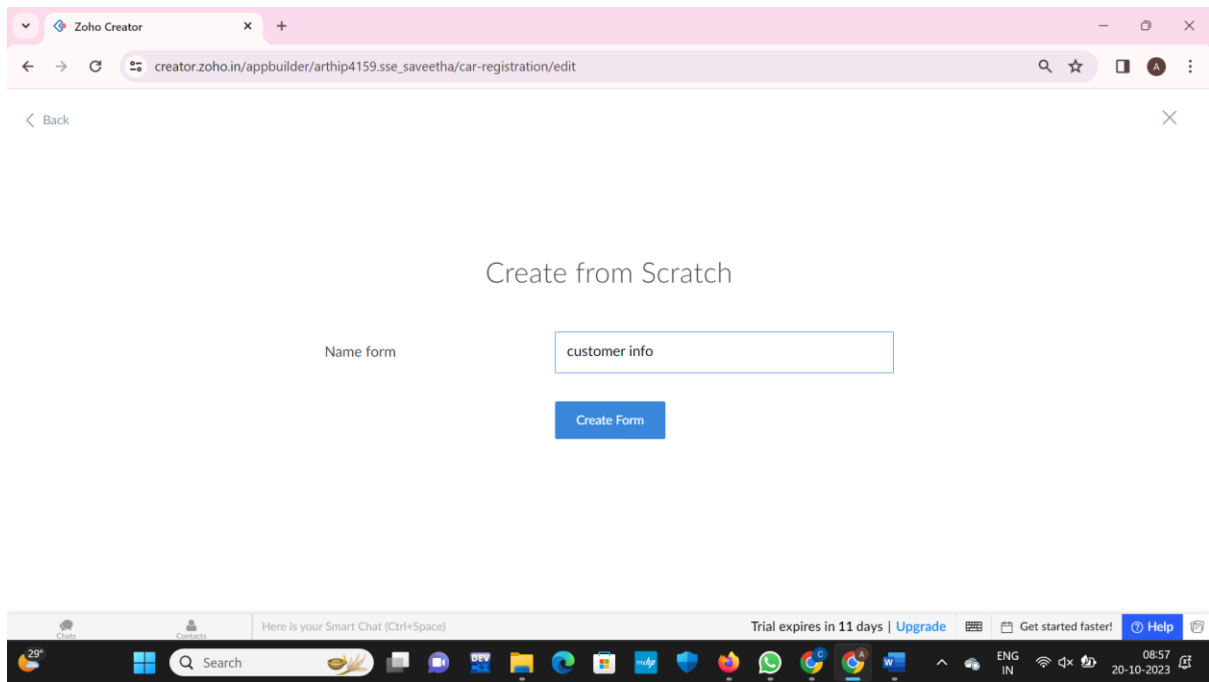 Zoho Creator
creator.zoho.in/appbuilder/arthip4159.sse_saveetha/car-registration/edit
A
Back
Create from Scratch
Name form
customer info
Create Form
Chats
Contacts
Here is your Smart Chat (Ctrl+Space)
Trial expires in 11 days | Upgrade
Get started faster!
Help
29°
Search
DEV
myhp
C
A
W
ENG
IN
08:57
20-10-2023